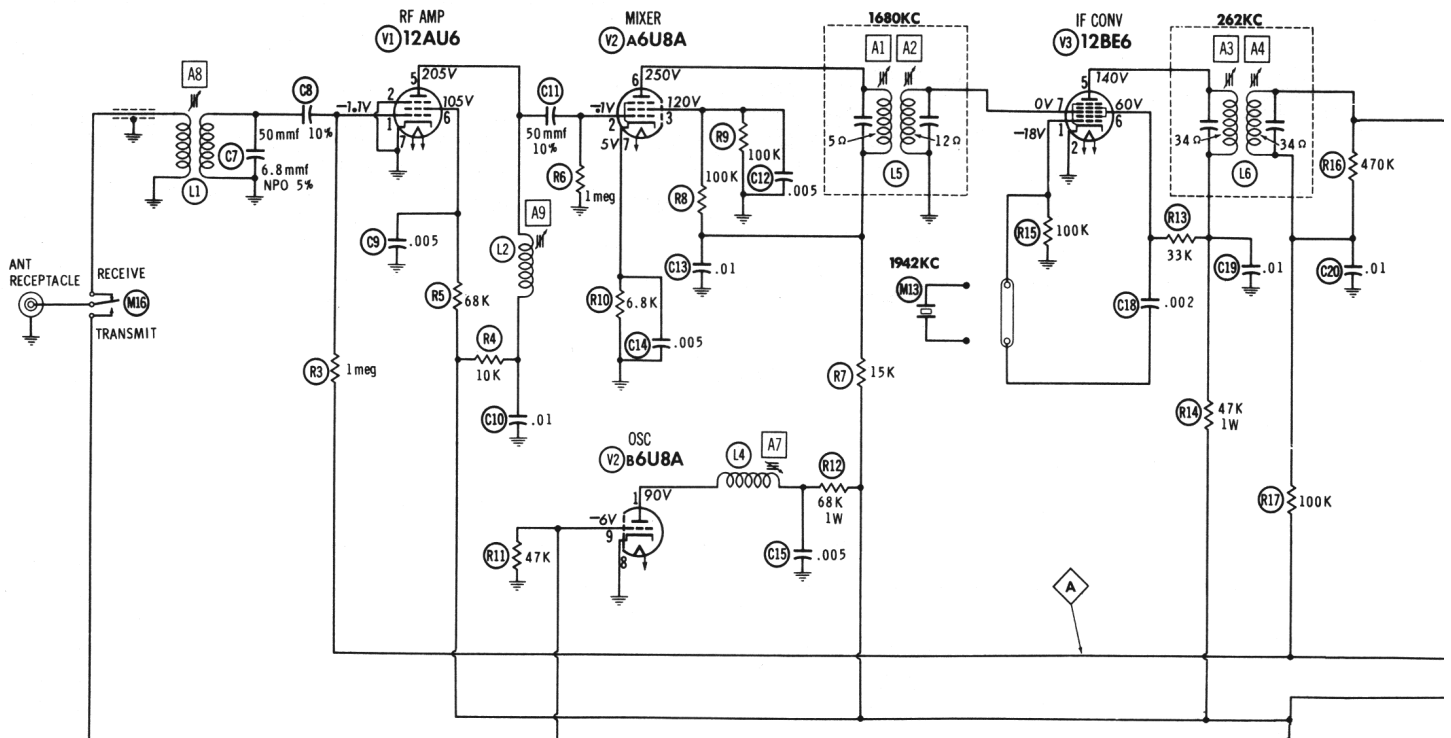 RF AMP
V1 12AU6
MIXER
V2 A6U8A
1680KC
IF CONV
V3 12BE6
262KC
A8
A1
A2
A3
A4
5
205V
6
250V
5
140V
C8
-1.1V
2
105V
6
1
7
C11
-.1V
120V
3
2
5V
7
0V
7
60V
6
-18V
1
2
50mmf
10%
C7
6.8mmf
NPO 5%
L1
50mmf
10%
R6
1meg
R9
100K
100K
C12
.005
R8
5Ω
12Ω
L5
34Ω
34Ω
L6
R16
470K
A9
L2
C9
.005
R15
100K
R13
33K
C13
.01
C19
.01
C20
.01
ANT
RECEPTACLE
RECEIVE
M16
TRANSMIT
R5
68K
R10
6.8K
1942KC
M13
C18
.002
R4
10K
C14
.005
R3
1meg
R7
15K
C10
.01
R14
47K
1W
OSC
V2 B6U8A
L4
A7
R12
68K
1W
1
90V
-6V
9
8
R11
47K
C15
.005
R17
100K
A